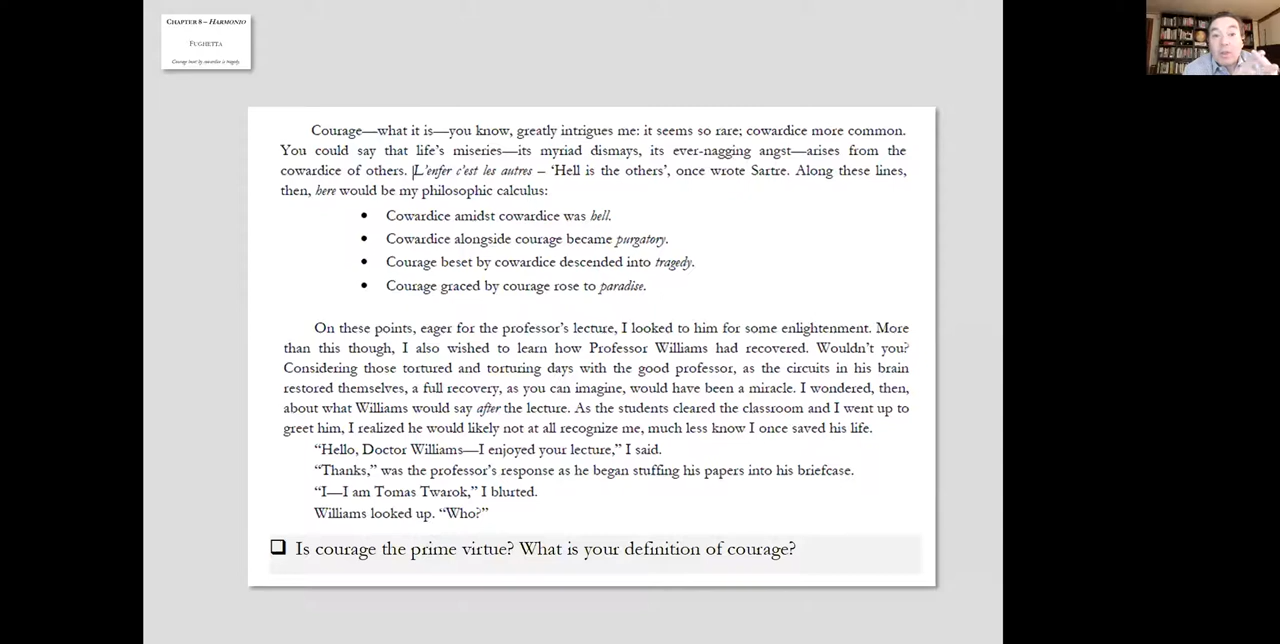 CHAPTER 8 – HARMONIO
FUGHETTA
Courage beset by cowardice is tragedy.
Courage—what it is—you know, greatly intrigues me: it seems so rare; cowardice more common.
You could say that life’s miseries—its myriad dismays, its ever-nagging angst—arises from the
cowardice of others. L’enfer c’est les autres – ‘Hell is the others’, once wrote Sartre. Along these lines,
then, here would be my philosophic calculus:
• Cowardice amidst cowardice was hell.
• Cowardice alongside courage became purgatory.
• Courage beset by cowardice descended into tragedy.
• Courage graced by courage rose to paradise.
On these points, eager for the professor’s lecture, I looked to him for some enlightenment. More
than this though, I also wished to learn how Professor Williams had recovered. Wouldn’t you?
Considering those tortured and torturing days with the good professor, as the circuits in his brain
restored themselves, a full recovery, as you can imagine, would have been a miracle. I wondered, then,
about what Williams would say after the lecture. As the students cleared the classroom and I went up to
greet him, I realized he would likely not at all recognize me, much less know I once saved his life.
“Hello, Doctor Williams—I enjoyed your lecture,” I said.
“Thanks,” was the professor’s response as he began stuffing his papers into his briefcase.
“I—I am Tomas Twarok,” I blurted.
Williams looked up. “Who?”
❑ Is courage the prime virtue? What is your definition of courage?